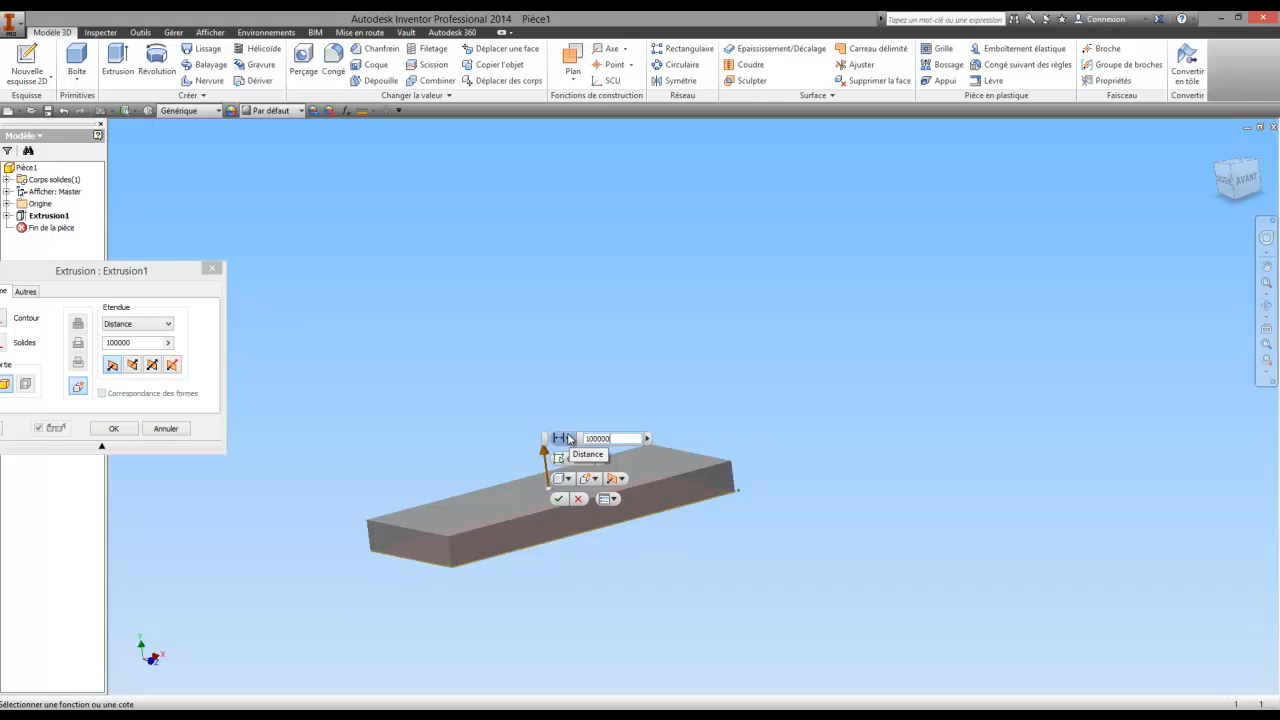 Autodesk Inventor Professional 2014 Pièce1
Tapez un mot-clé ou une expression
Connexion
PRO
Modèle 3D Inspecter Outils Gérer Afficher Environnements BIM Mise en route Vault Autodesk 360
Nouvelle esquisse 2D
Boîte
Extrusion
Révolution
Lissage
Balayage
Nervure
Hélicoïde
Gravure
Dériver
Perçage
Congé
Chanfrein
Coque
Dépouille
Filetage
Scission
Combiner
Déplacer une face
Copier l'objet
Déplacer des corps
Plan
Axe
Point
SCU
Rectangulaire
Circulaire
Symétrie
Epaississement/Décalage
Coudre
Sculpter
Carreau délimité
Ajuster
Supprimer la face
Grille
Bossage
Appui
Emboîtement élastique
Congé suivant des règles
Lèvre
Broche
Groupe de broches
Propriétés
Convertir en tôle
Esquisse Primitives Créer Changer la valeur Fonctions de construction Réseau Surface Pièce en plastique Faisceau Convertir
Générique Par défaut
Modèle
Pièce1
Corps solides(1)
Afficher: Master
Origine
Extrusion1
Fin de la pièce
Extrusion : Extrusion1
me Autres
Contour
Solides
rtie
Etendue
Distance
100000
Correspondance des formes
OK Annuler
100000
Distance
AVANT
Y
X
Z
Sélectionner une fonction ou une cote
1 1